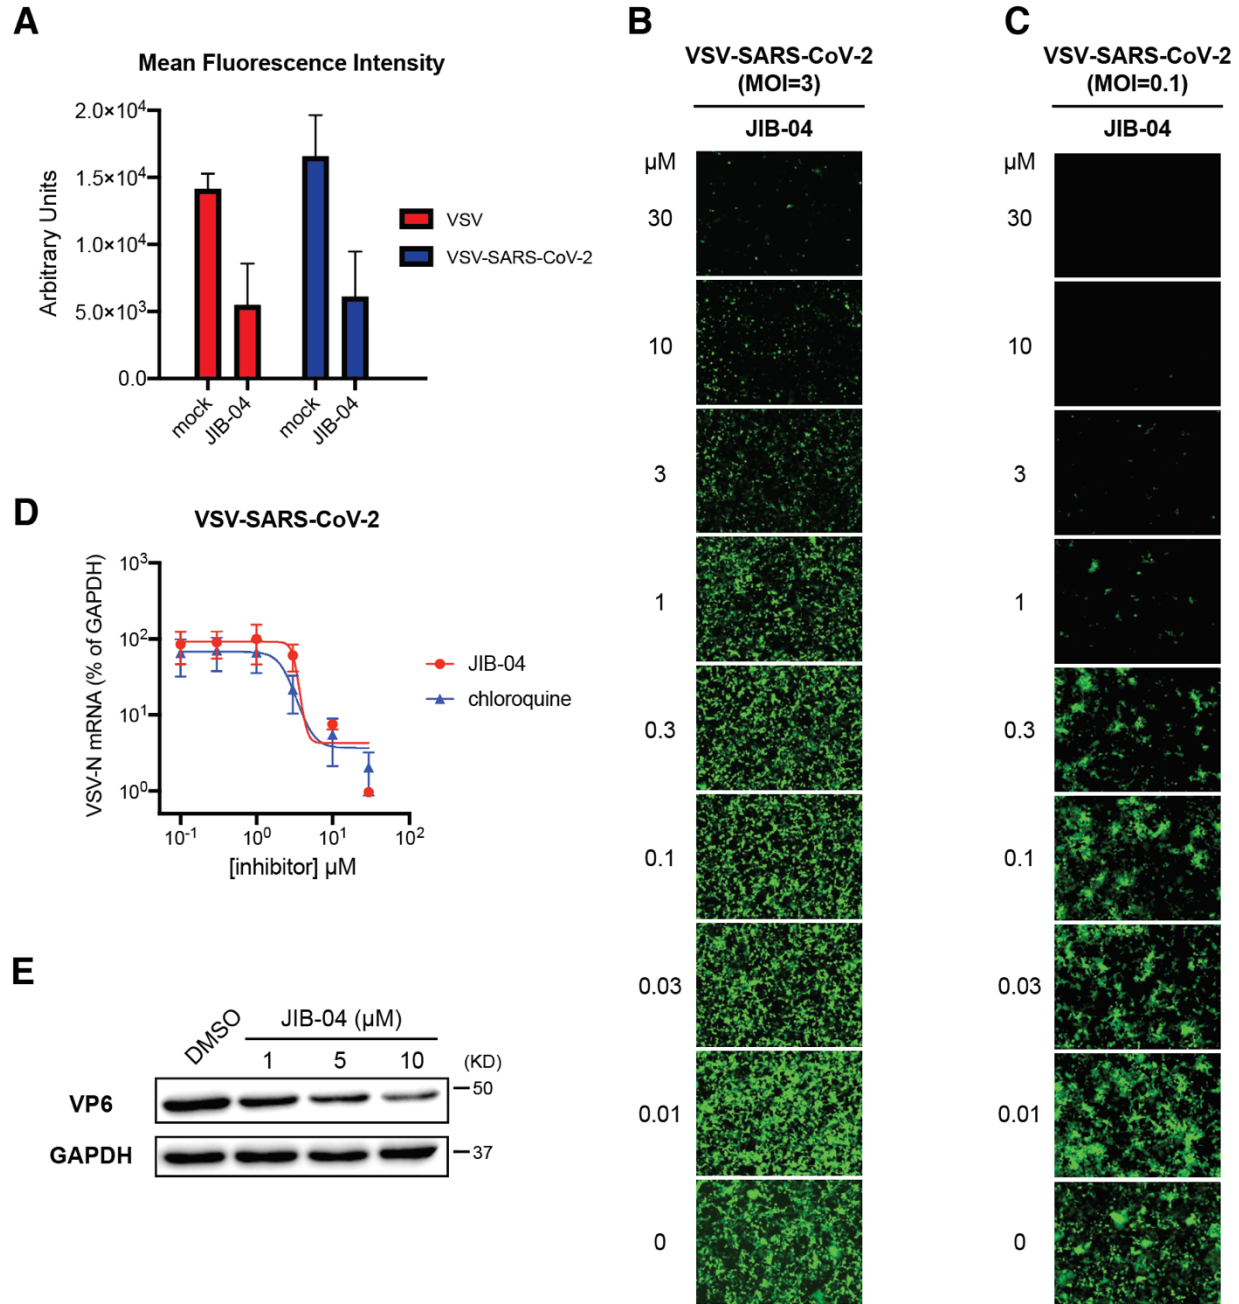 A
Mean Fluorescence Intensity
Arbitrary Units
2.0×10⁴
1.5×10⁴
1.0×10⁴
5.0×10³
0.0
mock
JIB-04
mock
JIB-04
VSV
VSV-SARS-CoV-2
B
VSV-SARS-CoV-2
(MOI=3)
JIB-04
µM
30
10
3
1
0.3
0.1
0.03
0.01
0
C
VSV-SARS-CoV-2
(MOI=0.1)
JIB-04
µM
30
10
3
1
0.3
0.1
0.03
0.01
0
D
VSV-SARS-CoV-2
VSV-N mRNA (% of GAPDH)
10³
10²
10¹
10⁰
10⁻¹ 10⁰ 10¹ 10²
[inhibitor] µM
JIB-04
chloroquine
E
DMSO
JIB-04 (µM)
1 5 10 (KD)
VP6
50
GAPDH
37